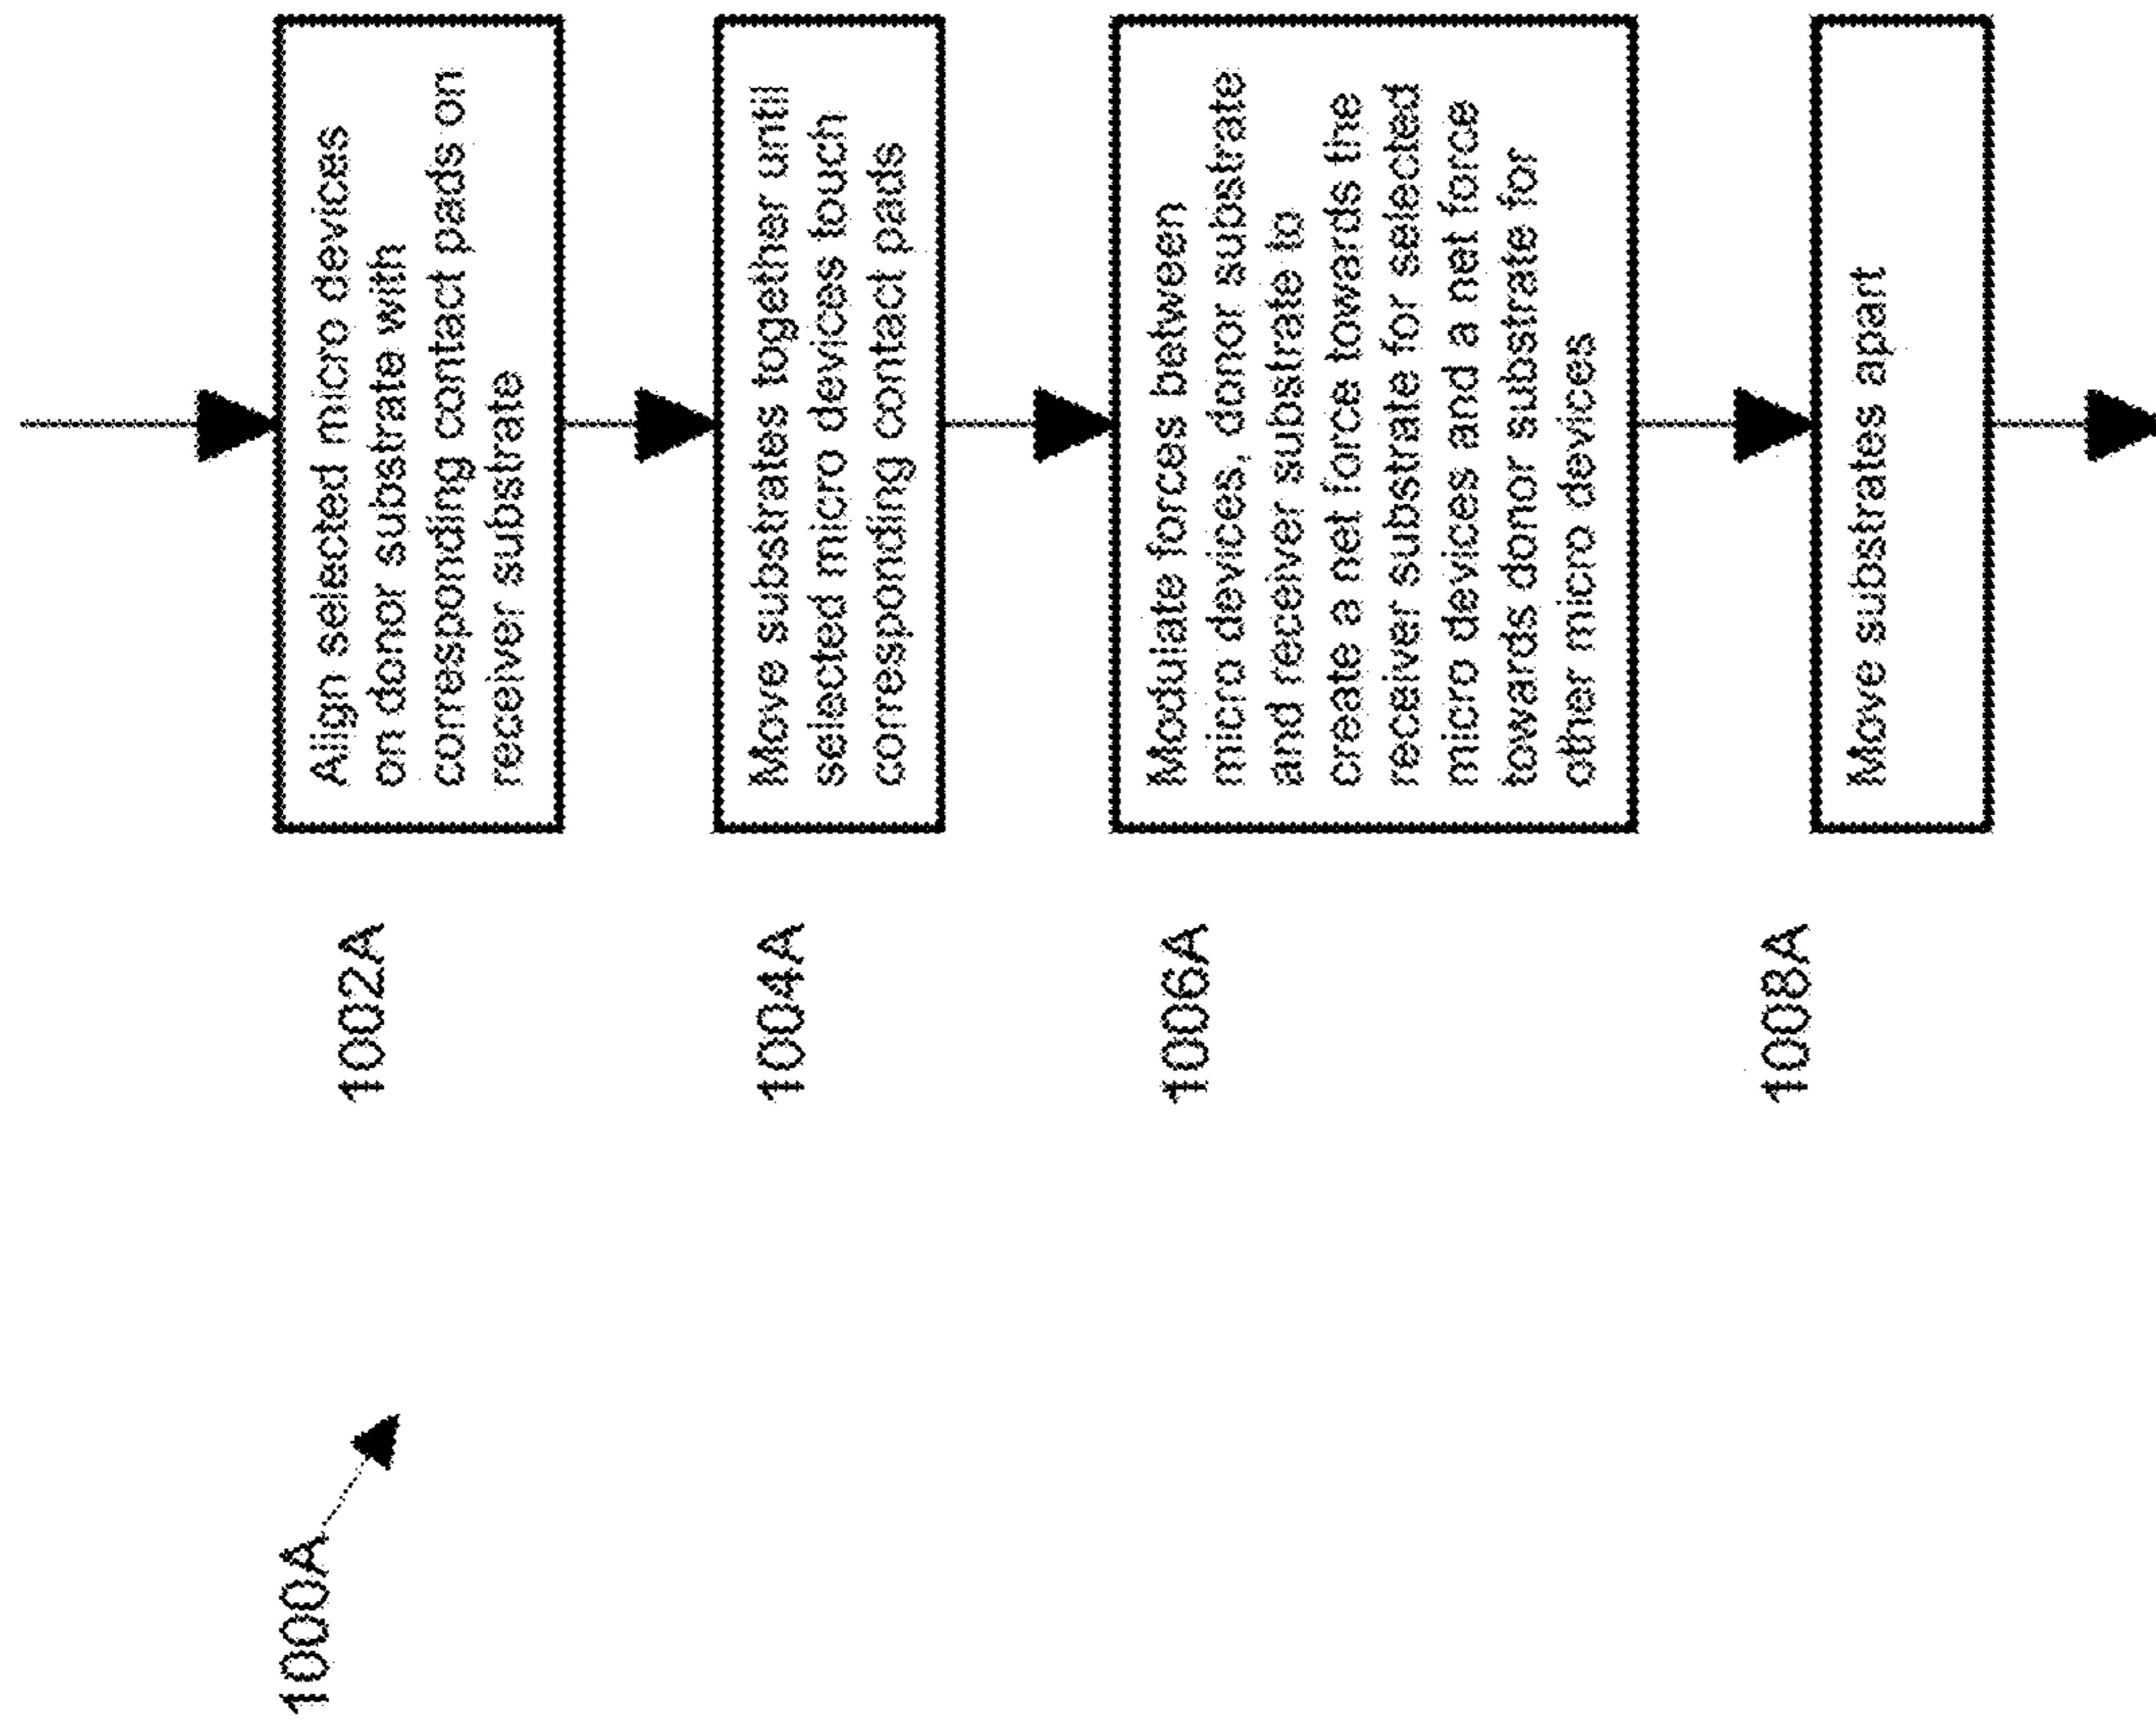 1000A
1002A
Align selected micro devices
on donor substrate with
corresponding contact pads on
receiver substrate
1004A
Move substrates together until
selected micro devices touch
corresponding contact pads
1006A
Modulate forces between
micro devices, donor substrate
and receiver substrate to
create a net force towards the
receiver substrate for selected
micro devices and a net force
towards donor substrate for
other micro devices
1008A
Move substrates apart